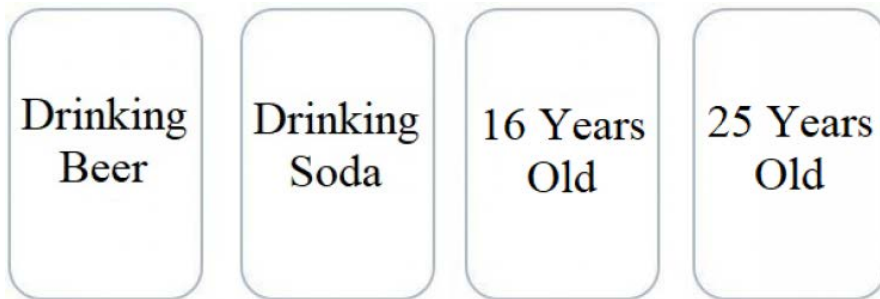 Drinking
Beer
Drinking
Soda
16 Years
Old
25 Years
Old